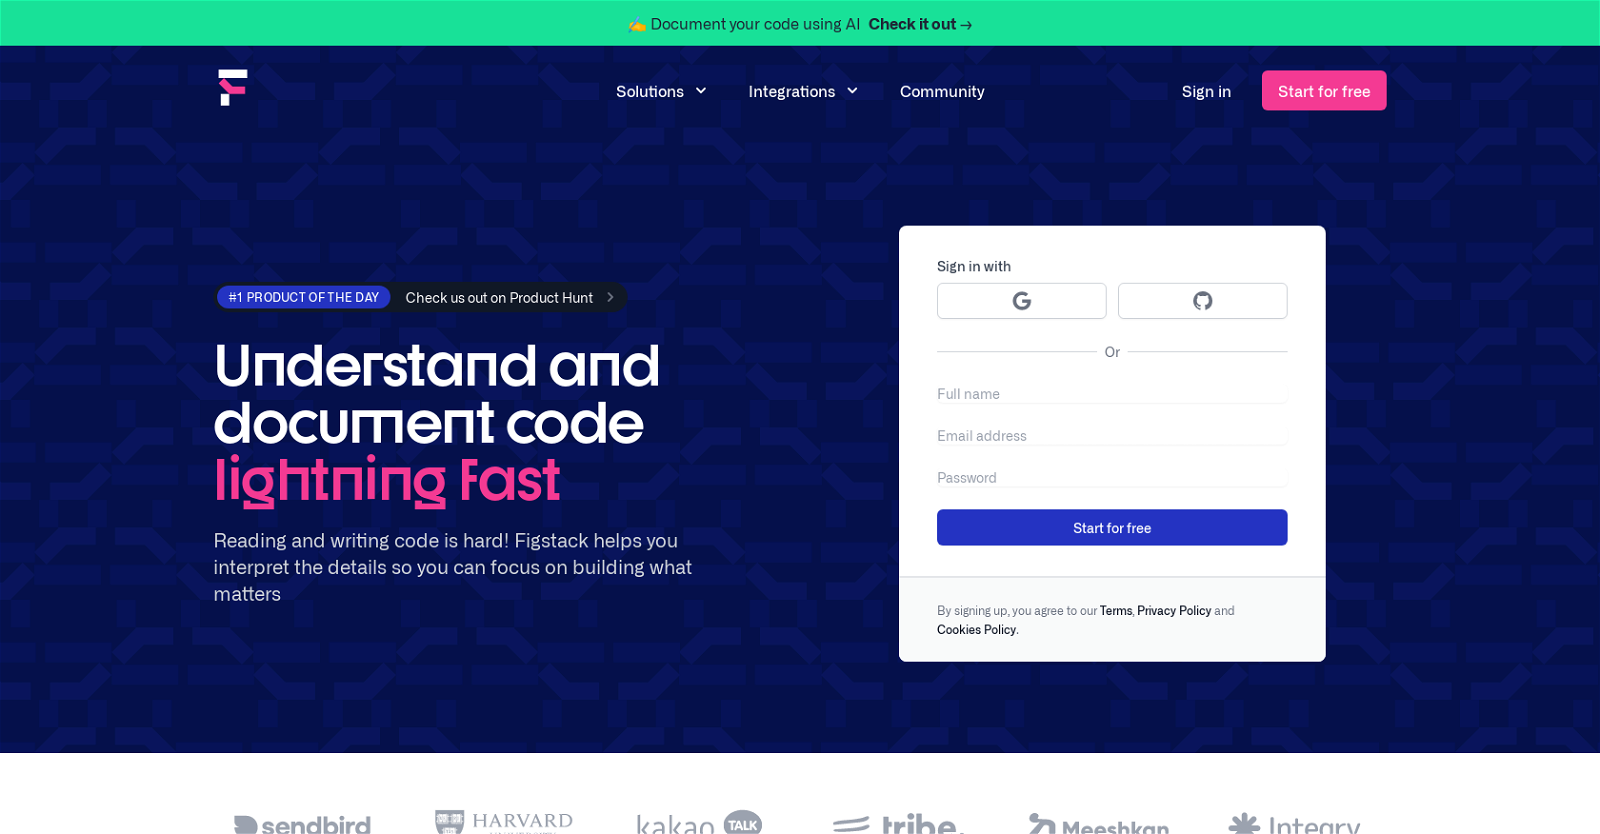 ✍️ Document your code using AI Check it out →
Solutions
Integrations
Community
Sign in
Start for free
#1 PRODUCT OF THE DAY
Check us out on Product Hunt
Understand and
document code
lightning fast
Reading and writing code is hard! Figstack helps you
interpret the details so you can focus on building what
matters
Sign in with
Or
Full name
Email address
Password
Start for free
By signing up, you agree to our Terms, Privacy Policy and
Cookies Policy.
sendbird
HARVARD
kakao TALK
tribe.
Meeshkan
Integry